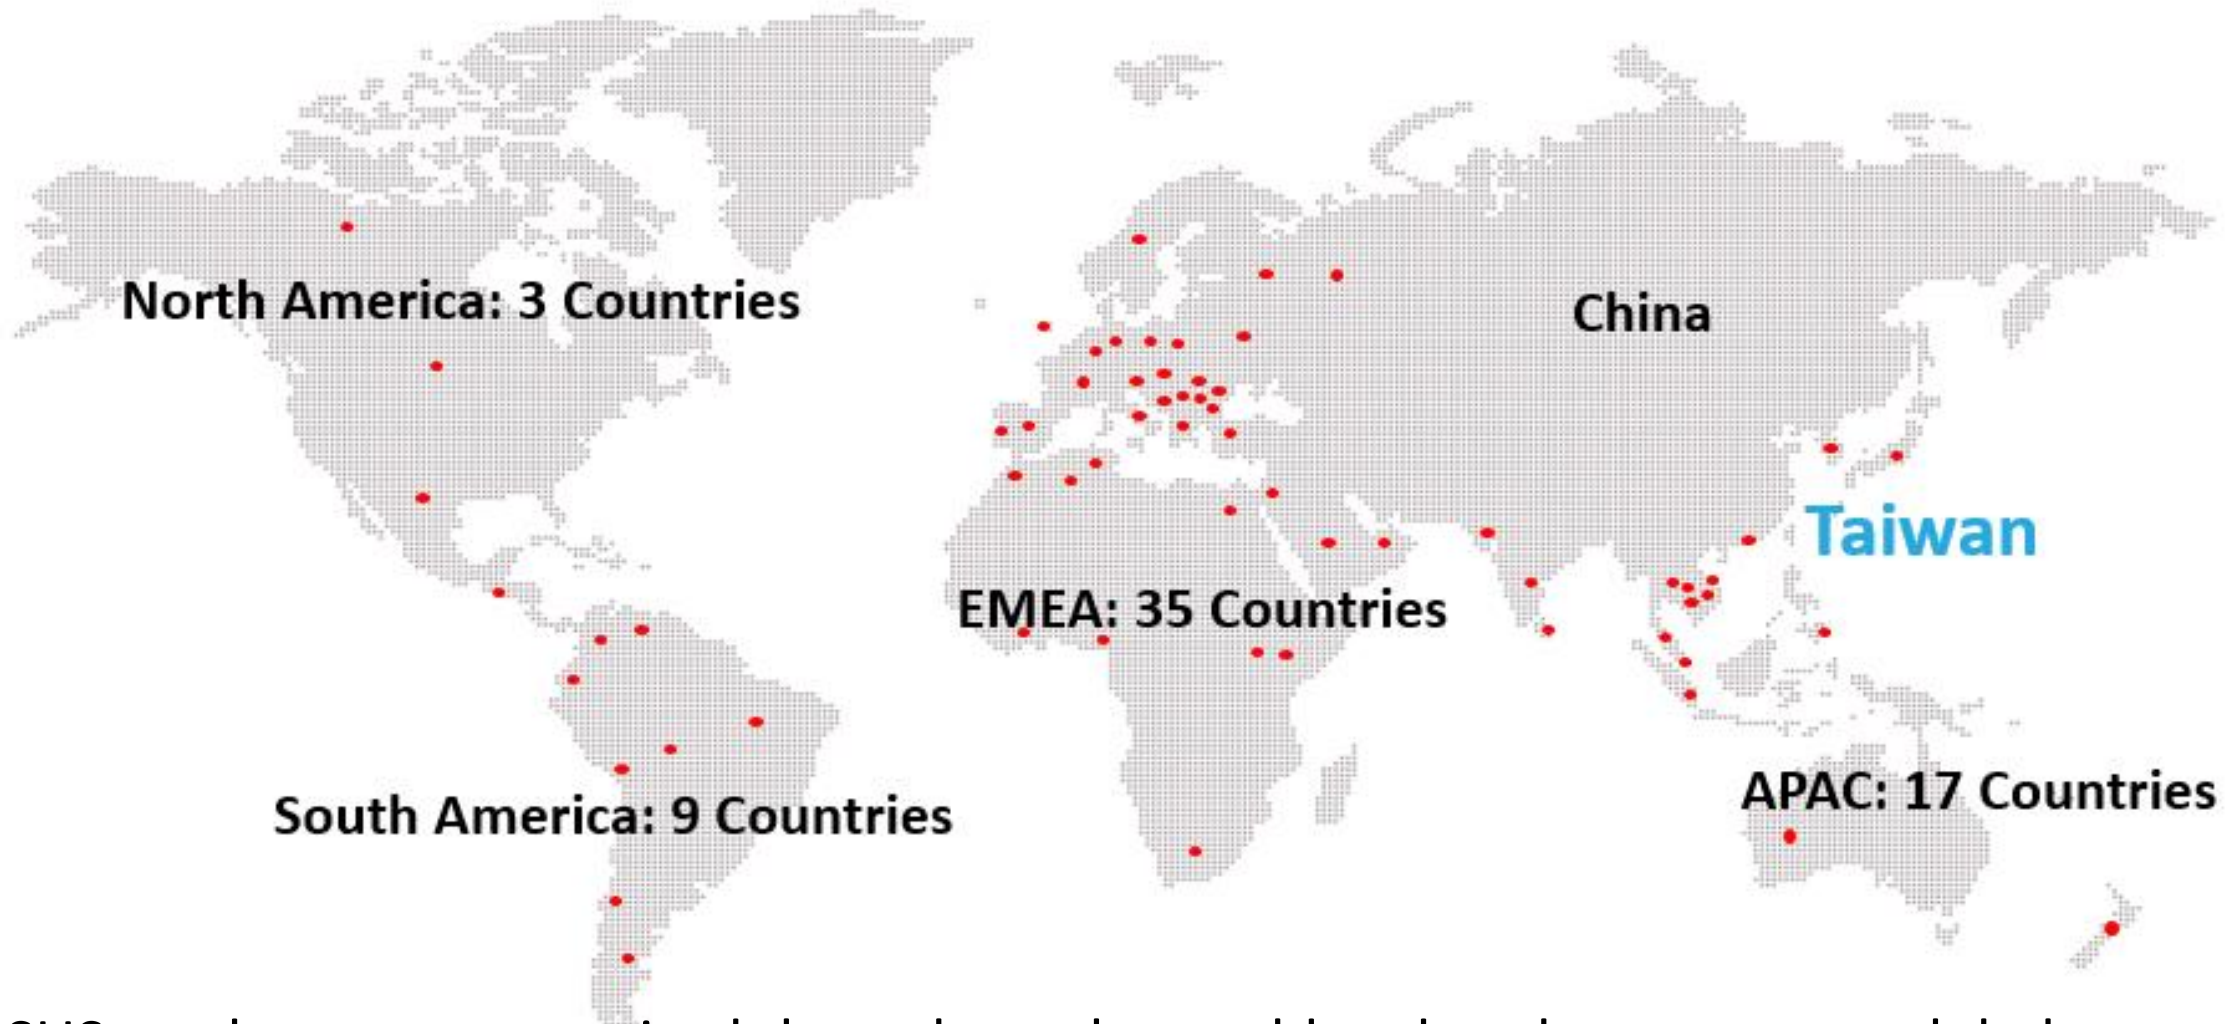 North America: 3 Countries
China
Taiwan
EMEA: 35 Countries
APAC: 17 Countries
South America: 9 Countries